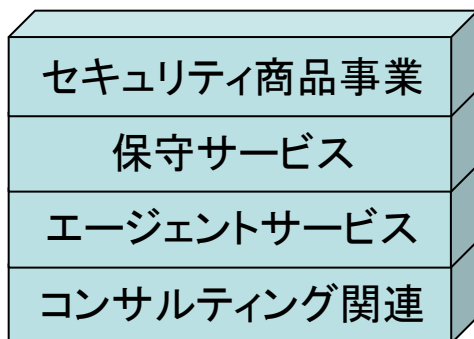 セキュリティ商品事業
保守サービス
エージェントサービス
コンサルティング関連